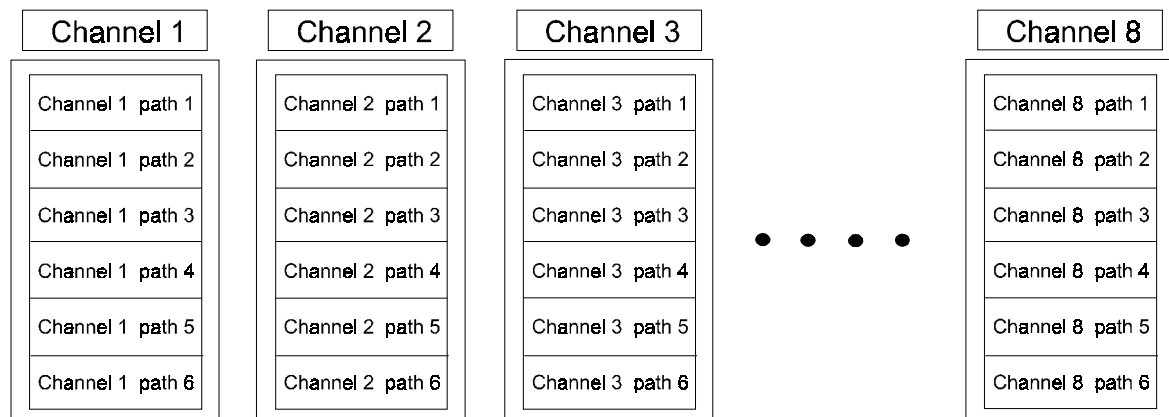 Channel 1
Channel 1 path 1
Channel 1 path 2
Channel 1 path 3
Channel 1 path 4
Channel 1 path 5
Channel 1 path 6
Channel 2
Channel 2 path 1
Channel 2 path 2
Channel 2 path 3
Channel 2 path 4
Channel 2 path 5
Channel 2 path 6
Channel 3
Channel 3 path 1
Channel 3 path 2
Channel 3 path 3
Channel 3 path 4
Channel 3 path 5
Channel 3 path 6
Channel 8
Channel 8 path 1
Channel 8 path 2
Channel 8 path 3
Channel 8 path 4
Channel 8 path 5
Channel 8 path 6